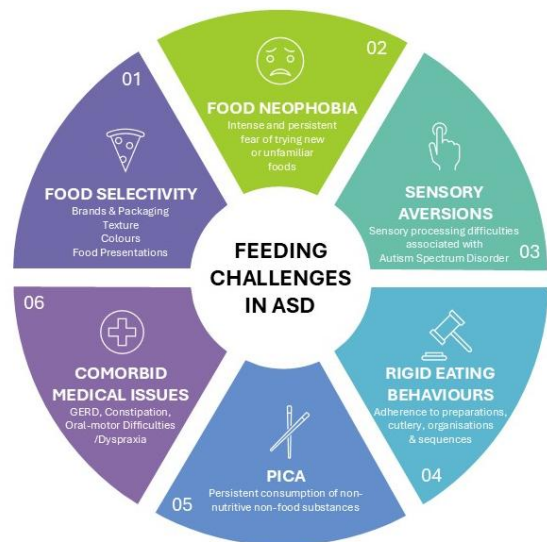 FEEDING
CHALLENGES
IN ASD
01
FOOD SELECTIVITY
Brands & Packaging
Texture
Colours
Food Presentations
02
FOOD NEOPHOBIA
Intense and persistent
fear of trying new
or unfamiliar
foods
03
SENSORY
AVERSIONS
Sensory processing difficulties
associated with
Autism Spectrum Disorder
RIGID EATING
BEHAVIOURS
Adherence to preparations,
cutlery, organisations
& sequences
04
PICA
Persistent consumption of non-
nutritive non-food substances
05
06
COMORBID
MEDICAL ISSUES
GERD, Constipation,
Oral-motor Difficulties
/Dyspraxia